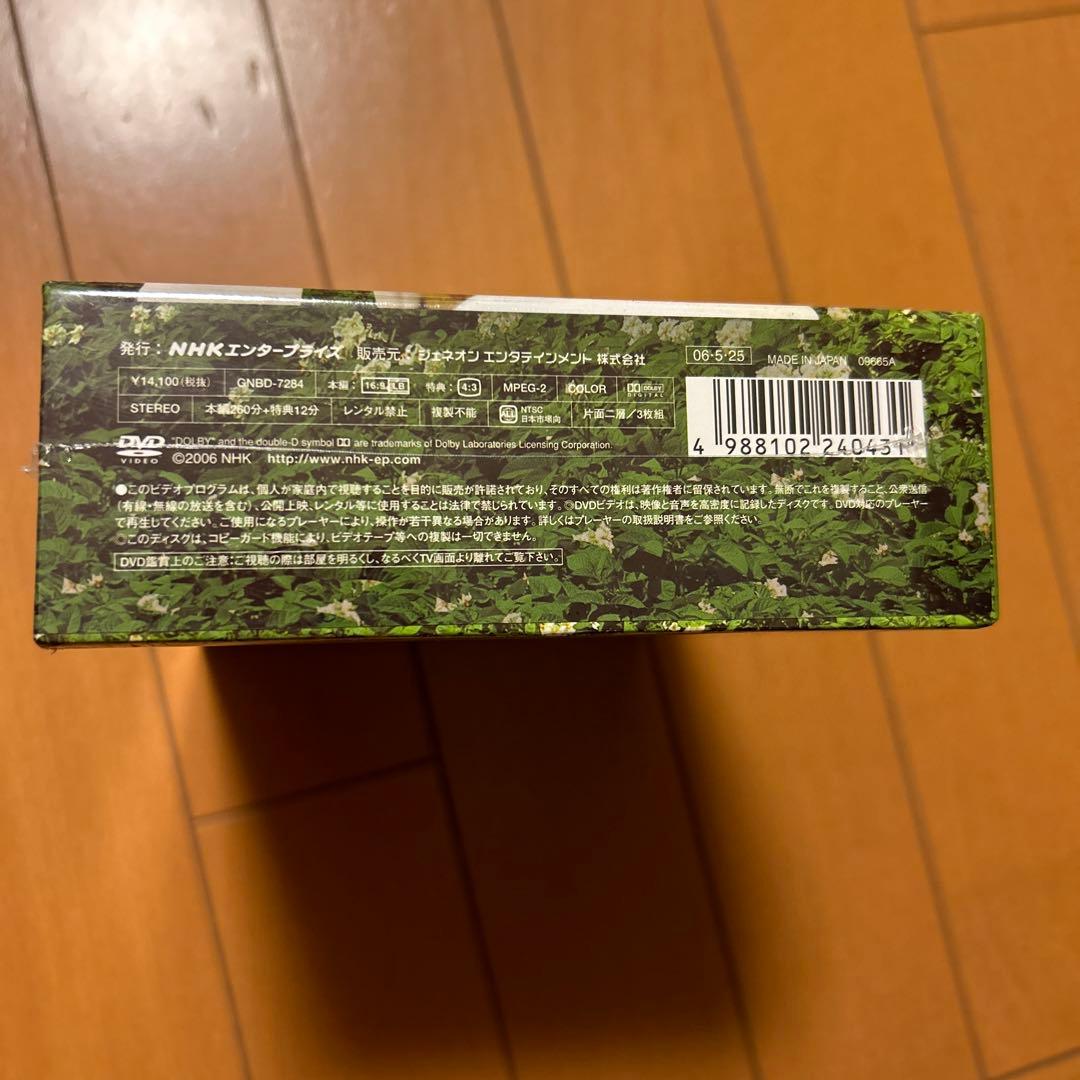 発行：NHKエンタープライズ 販売元：ジェネオン エンタテインメント 株式会社 06・5・25 MADE IN JAPAN 09665A
¥14,100(税抜) GNBD-7284 本編：16:9 LB 特典：4:3 MPEG-2 COLOR DOLBY DIGITAL
STEREO 本編260分+特典12分 レンタル禁止 複製不能 ALL NTSC 日本市場向 片面二層／3枚組
4 988102 240431
DVD VIDEO "DOLBY" and the double-D symbol are trademarks of Dolby Laboratories Licensing Corporation.
©2006 NHK http://www.nhk-ep.com
●このビデオプログラムは、個人が家庭内で視聴することを目的に販売が許諾されており、そのすべての権利は著作権者に留保されています。無断でこれを複製すること、公衆送信
(有線・無線の放送を含む)、公開上映、レンタル等に使用することは法律で禁じられています。◎DVDビデオは、映像と音声を高密度に記録したディスクです。DVD対応のプレーヤー
で再生してください。ご使用になるプレーヤーにより、操作が若干異なる場合があります。詳しくはプレーヤーの取扱説明書をご参照ください。
◎このディスクは、コピーガード機能により、ビデオテープ等への複製は一切できません。
DVD鑑賞上のご注意：ご視聴の際は部屋を明るくし、なるべくTV画面より離れてご覧下さい。